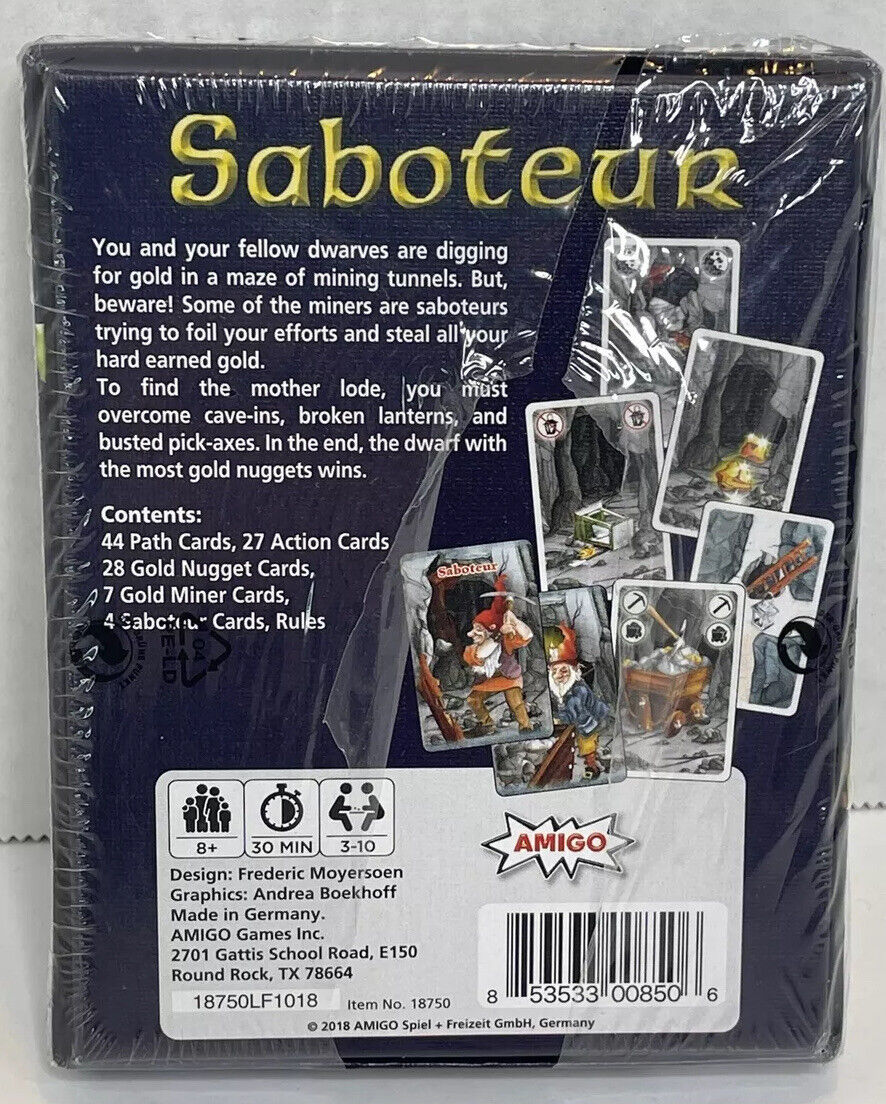 Saboteur
You and your fellow dwarves are digging
for gold in a maze of mining tunnels. But,
beware! Some of the miners are saboteurs
trying to foil your efforts and steal all your
hard earned gold.
To find the mother lode, you must
overcome cave-ins, broken lanterns, and
busted pick-axes. In the end, the dwarf with
the most gold nuggets wins.
Contents:
44 Path Cards, 27 Action Cards
28 Gold Nugget Cards,
7 Gold Miner Cards,
4 Saboteur Cards, Rules
Saboteur
8+
30 MIN
3-10
AMIGO
Design: Frederic Moyersoen
Graphics: Andrea Boekhoff
Made in Germany.
AMIGO Games Inc.
2701 Gattis School Road, E150
Round Rock, TX 78664
18750LF1018
Item No. 18750
8 53533 00850 6
© 2018 AMIGO Spiel + Freizeit GmbH, Germany